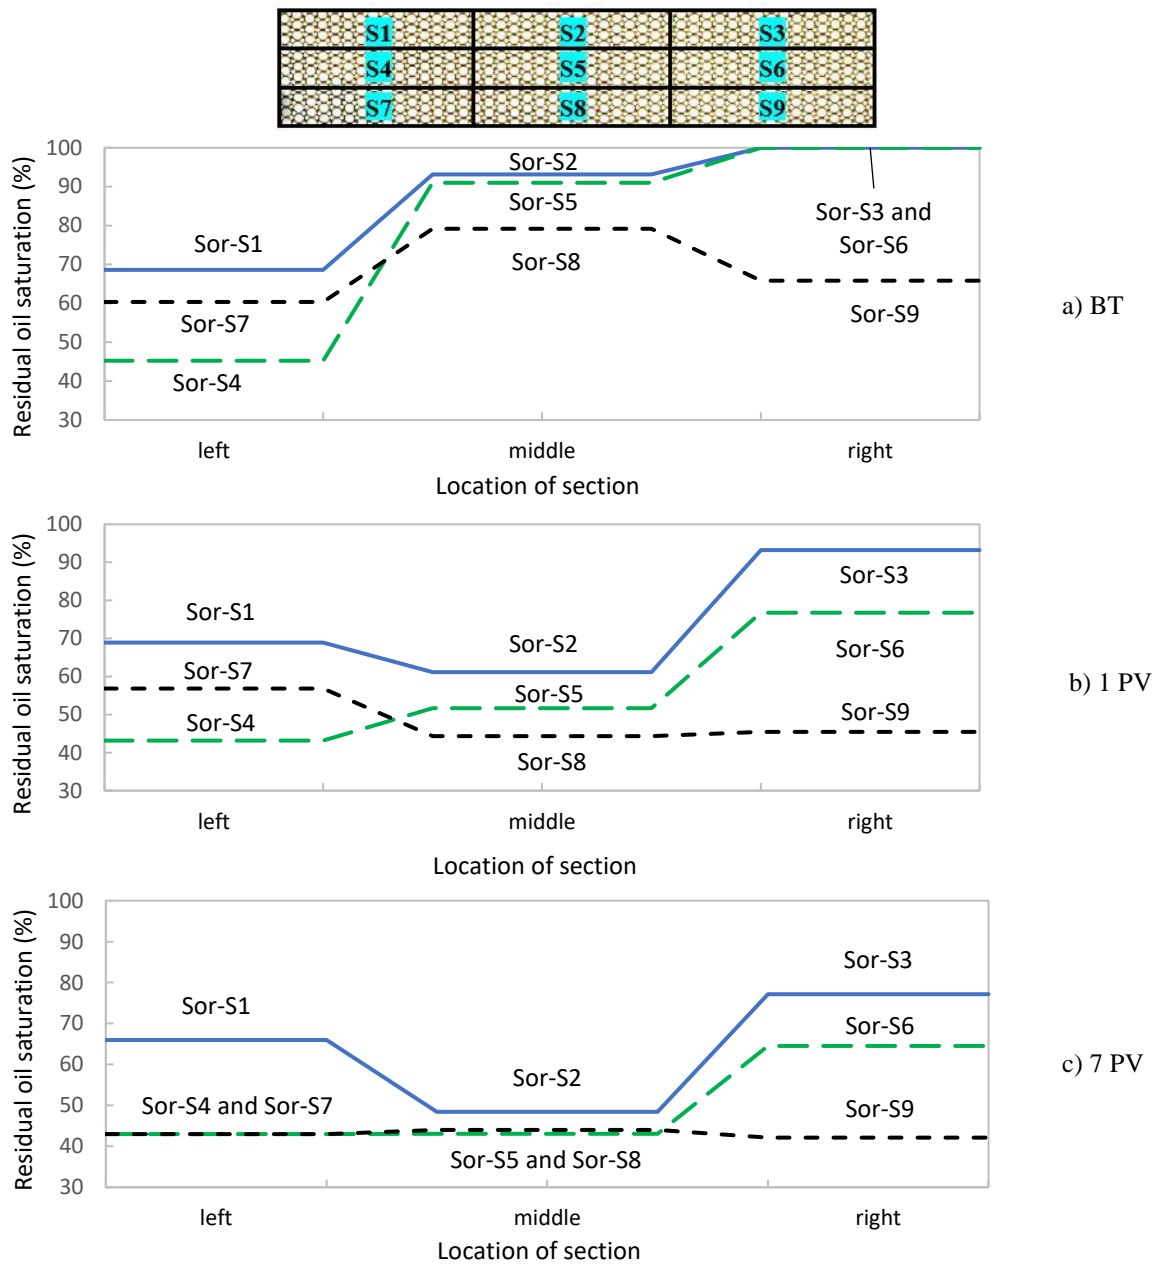 S1 S2 S3
S4 S5 S6
S7 S8 S9
Residual oil saturation (%)
100
90
80
70
60
50
40
30
Sor-S1
Sor-S7
Sor-S4
Sor-S2
Sor-S5
Sor-S8
Sor-S3 and
Sor-S6
Sor-S9
left middle right
Location of section
a) BT
Residual oil saturation (%)
100
90
80
70
60
50
40
30
Sor-S1
Sor-S7
Sor-S4
Sor-S2
Sor-S5
Sor-S8
Sor-S3
Sor-S6
Sor-S9
left middle right
Location of section
b) 1 PV
Residual oil saturation (%)
100
90
80
70
60
50
40
30
Sor-S1
Sor-S4 and Sor-S7
Sor-S2
Sor-S5 and Sor-S8
Sor-S3
Sor-S6
Sor-S9
left middle right
Location of section
c) 7 PV